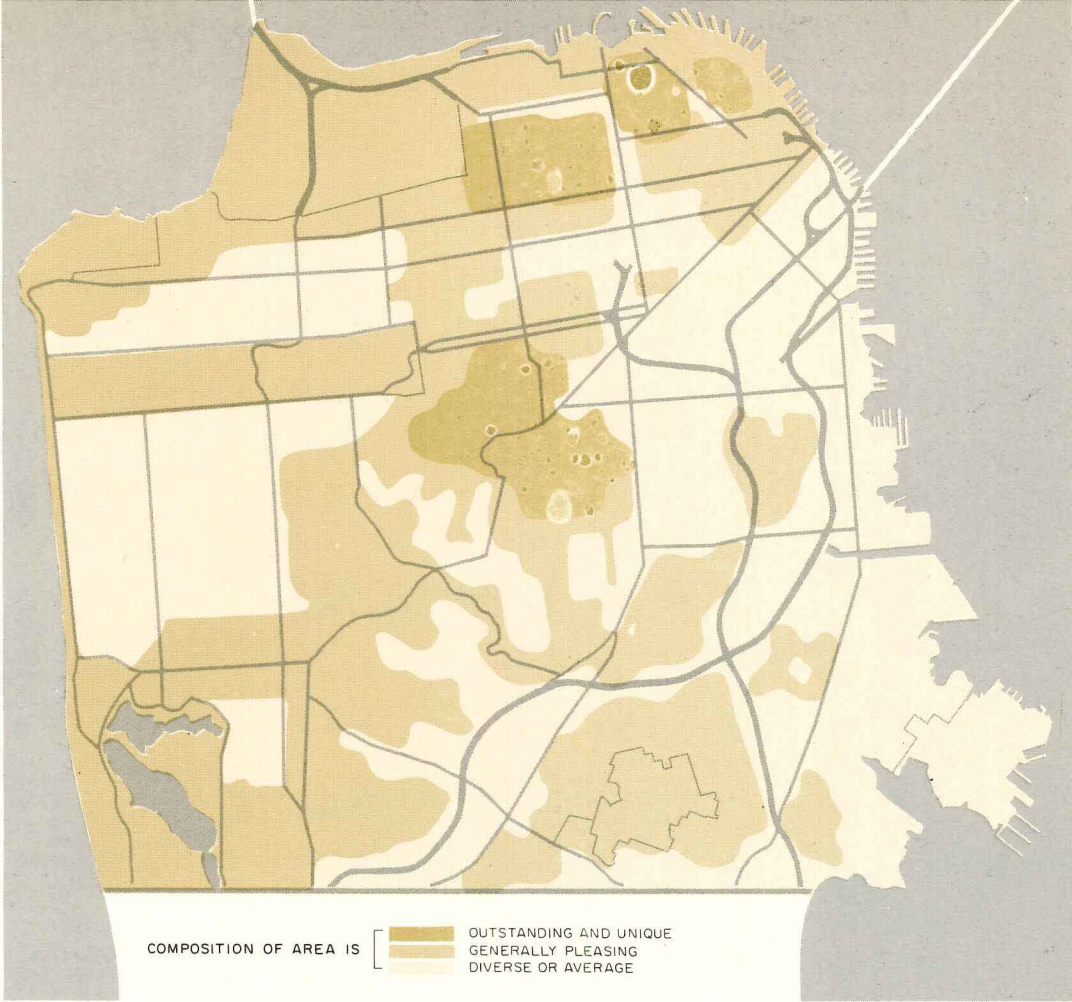 COMPOSITION OF AREA IS
OUTSTANDING AND UNIQUE
GENERALLY PLEASING
DIVERSE OR AVERAGE